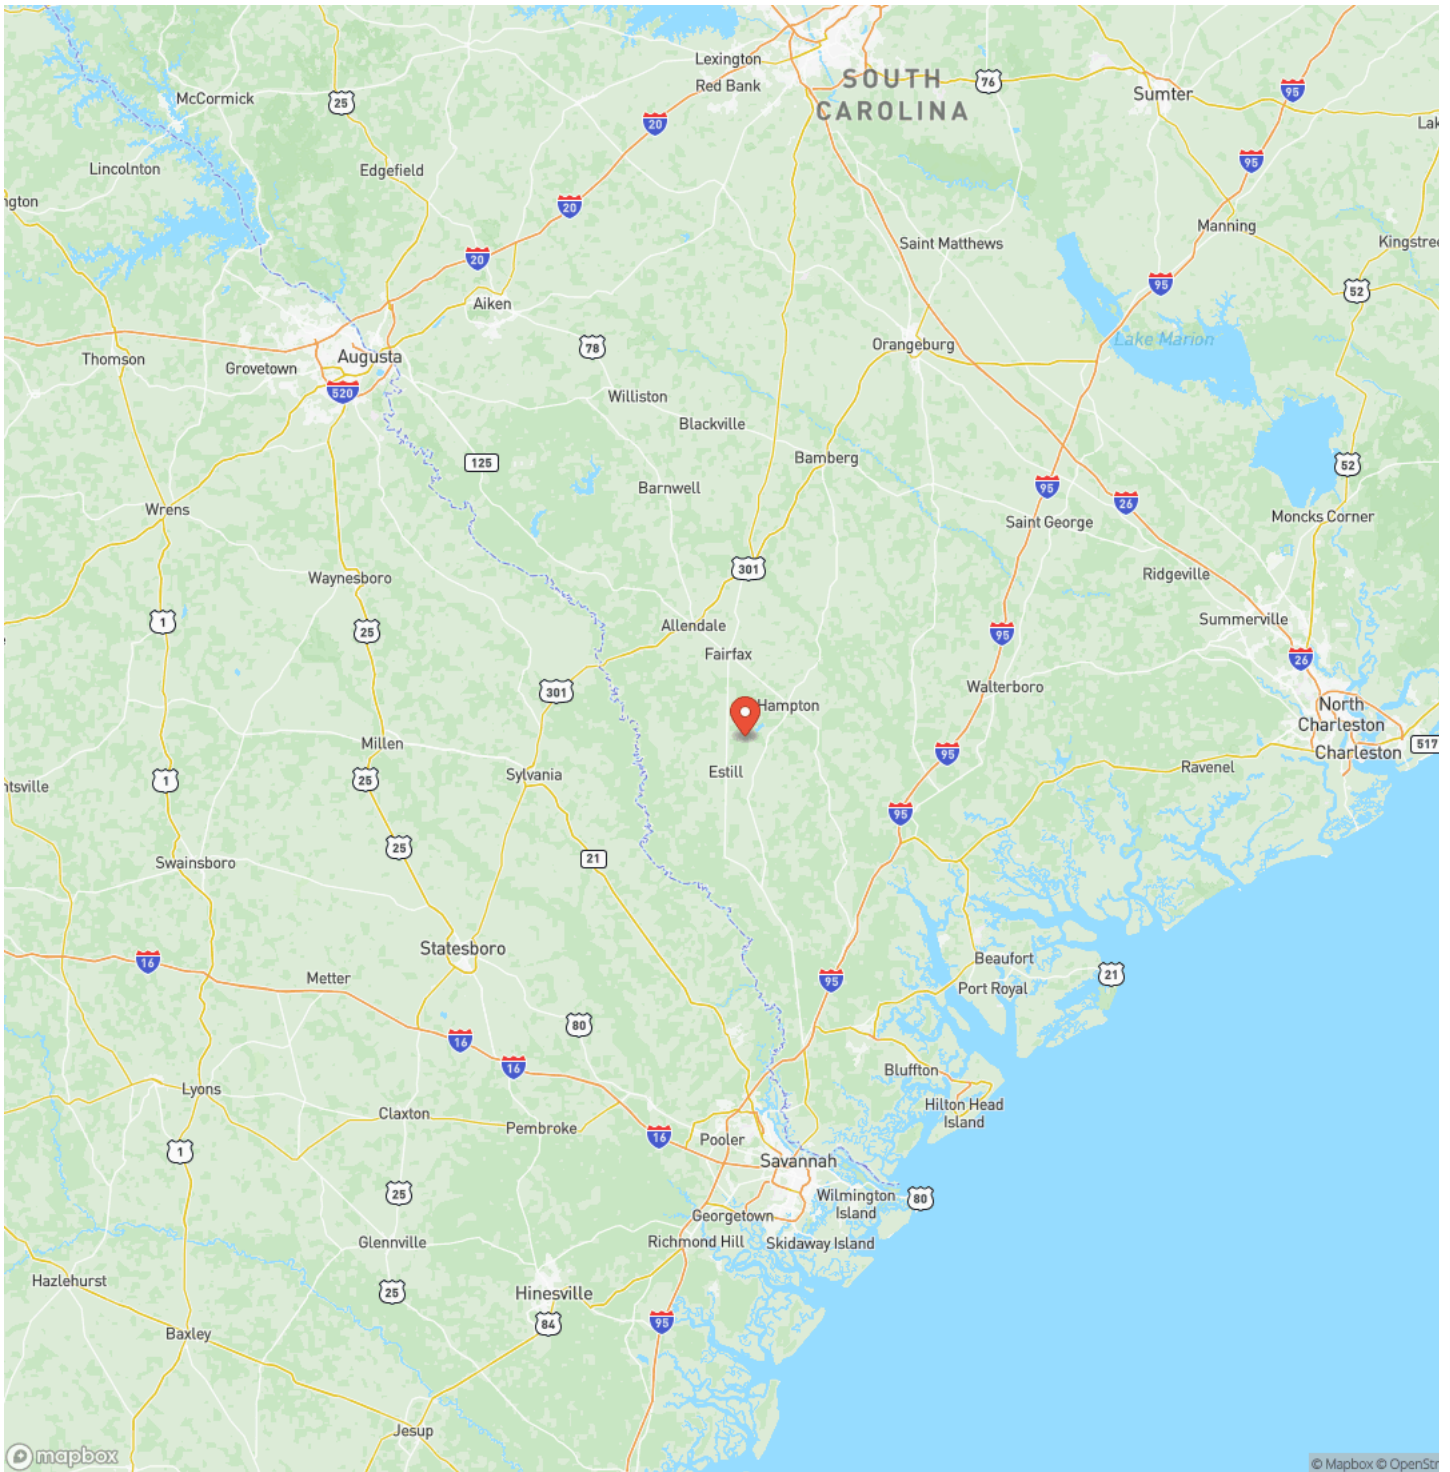 Lexington
Red Bank
SOUTH
CAROLINA
76
Sumter
95
McCormick
25
20
Lak
95
Lincolnton
Edgefield
ngton
20
Manning
Saint Matthews
Kingstree
20
95
52
Aiken
Lake Marion
Orangeburg
78
Thomson
Augusta
Grovetown
520
Williston
Blackville
Bamberg
125
52
Barnwell
95
26
Wrens
Saint George
Moncks Corner
301
Waynesboro
Ridgeville
1
Summerville
25
Allendale
95
Fairfax
26
301
Walterboro
Hampton
North
Charleston
Millen
517
Charleston
95
Sylvania
Estill
Ravenel
1
25
ntsville
95
25
Swainsboro
21
Statesboro
Beaufort
16
Metter
95
21
Port Royal
80
16
16
Bluffton
Lyons
Hilton Head
Island
Claxton
Pembroke
16
Pooler
1
Savannah
25
Wilmington
Island
80
Georgetown
Glennville
Richmond Hill
Skidaway Island
Hazlehurst
25
Hinesville
84
95
Baxley
Jesup
mapbox
© Mapbox © OpenStr